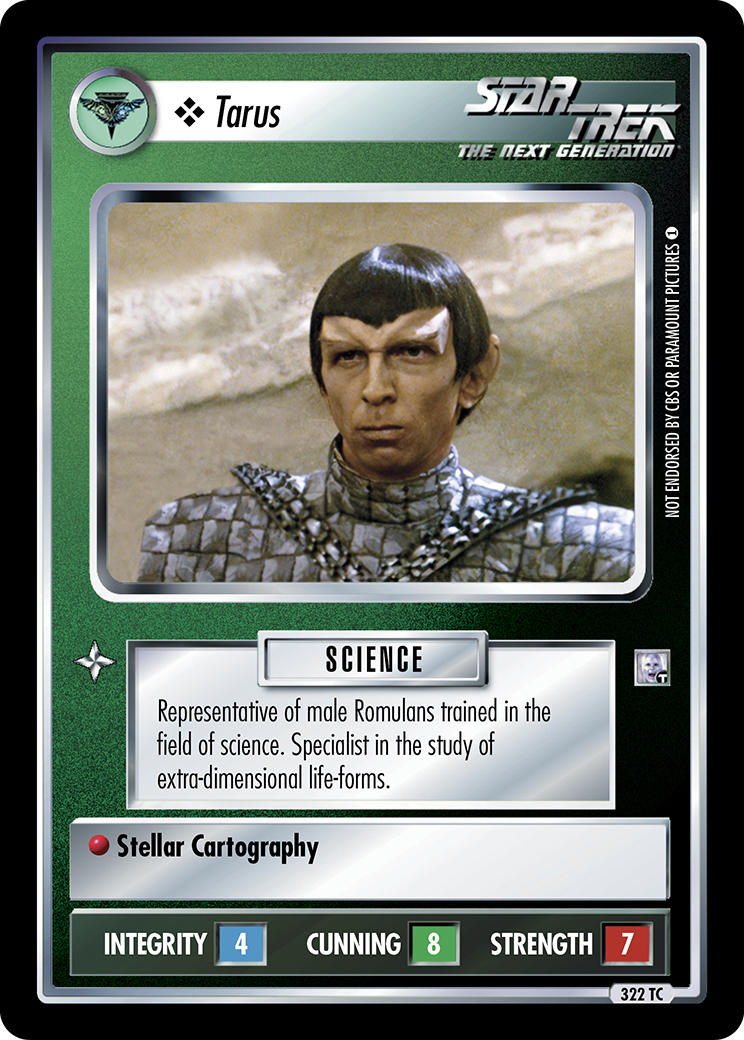 ❖ Tarus
STAR TREK
THE NEXT GENERATION
NOT ENDORSED BY CBS OR PARAMOUNT PICTURES 1
SCIENCE
Representative of male Romulans trained in the
field of science. Specialist in the study of
extra-dimensional life-forms.
Stellar Cartography
INTEGRITY 4 CUNNING 8 STRENGTH 7
322 TC